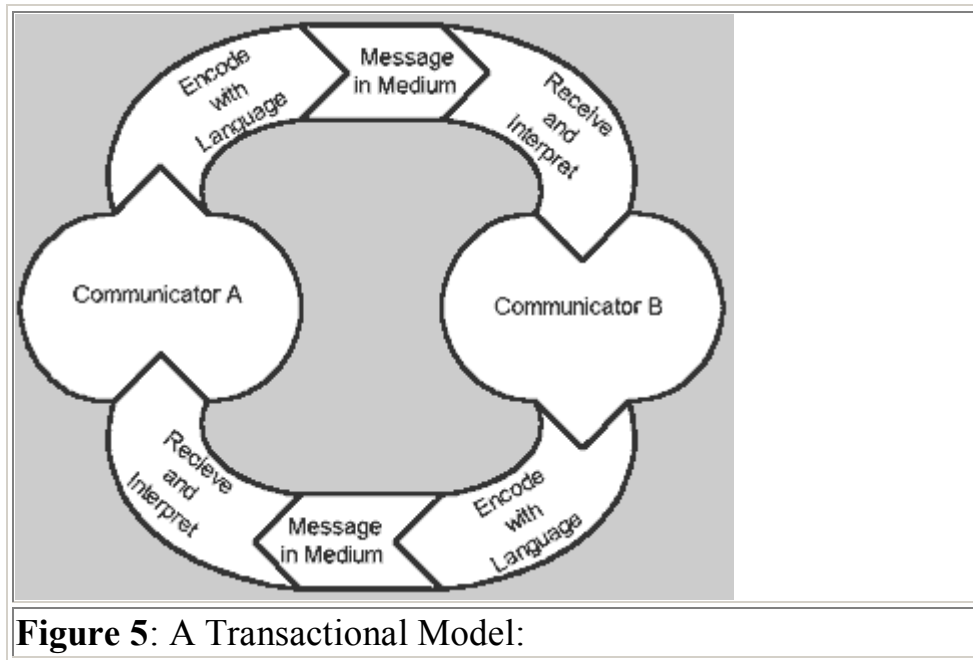 Encode
with
Language
Message
in Medium
Receive
and
Interpret
Communicator A
Communicator B
Recieve
and
Interpret
Message
in Medium
Encode
with
Language
Figure 5: A Transactional Model: